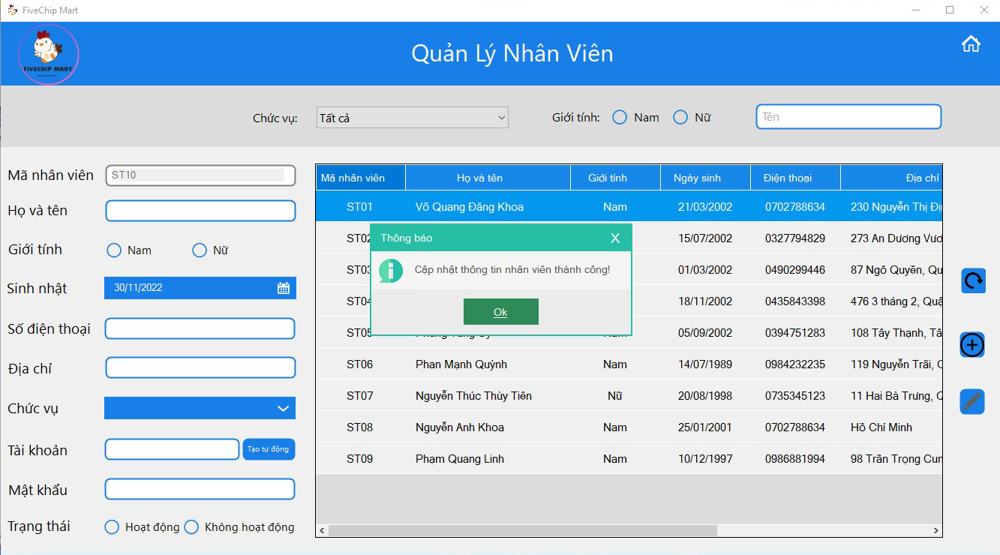 FiveChip Mart
FIVECHIP MART
Quản Lý Nhân Viên
Chức vụ: Tất cả Giới tính: Nam Nữ Tên
Mã nhân viên ST10
Họ và tên
Giới tính Nam Nữ
Sinh nhật 30/11/2022
Số điện thoại
Địa chỉ
Chức vụ
Tài khoản Tạo tự động
Mật khẩu
Trạng thái Hoạt động Không hoạt động
Mã nhân viên Họ và tên Giới tính Ngày sinh Điện thoại Địa chỉ
ST01 Võ Quang Đăng Khoa Nam 21/03/2002 0702788634 230 Nguyễn Thị Đị
ST02 15/07/2002 0327794829 273 An Dương Vươ
ST03 01/03/2002 0490299446 87 Ngô Quyền, Qu
ST04 18/11/2002 0435843398 476 3 tháng 2, Quậ
ST05 05/09/2002 0394751283 108 Tây Thạnh, Tâ
ST06 Phan Mạnh Quỳnh Nam 14/07/1989 0984232235 119 Nguyễn Trãi, Q
ST07 Nguyễn Thúc Thùy Tiên Nữ 20/08/1998 0735345123 11 Hai Bà Trưng, Q
ST08 Nguyễn Anh Khoa Nam 25/01/2001 0702788634 Hồ Chí Minh
ST09 Phạm Quang Linh Nam 10/12/1997 0986881994 98 Trần Trọng Cun
Thông báo X
Cập nhật thông tin nhân viên thành công!
Ok